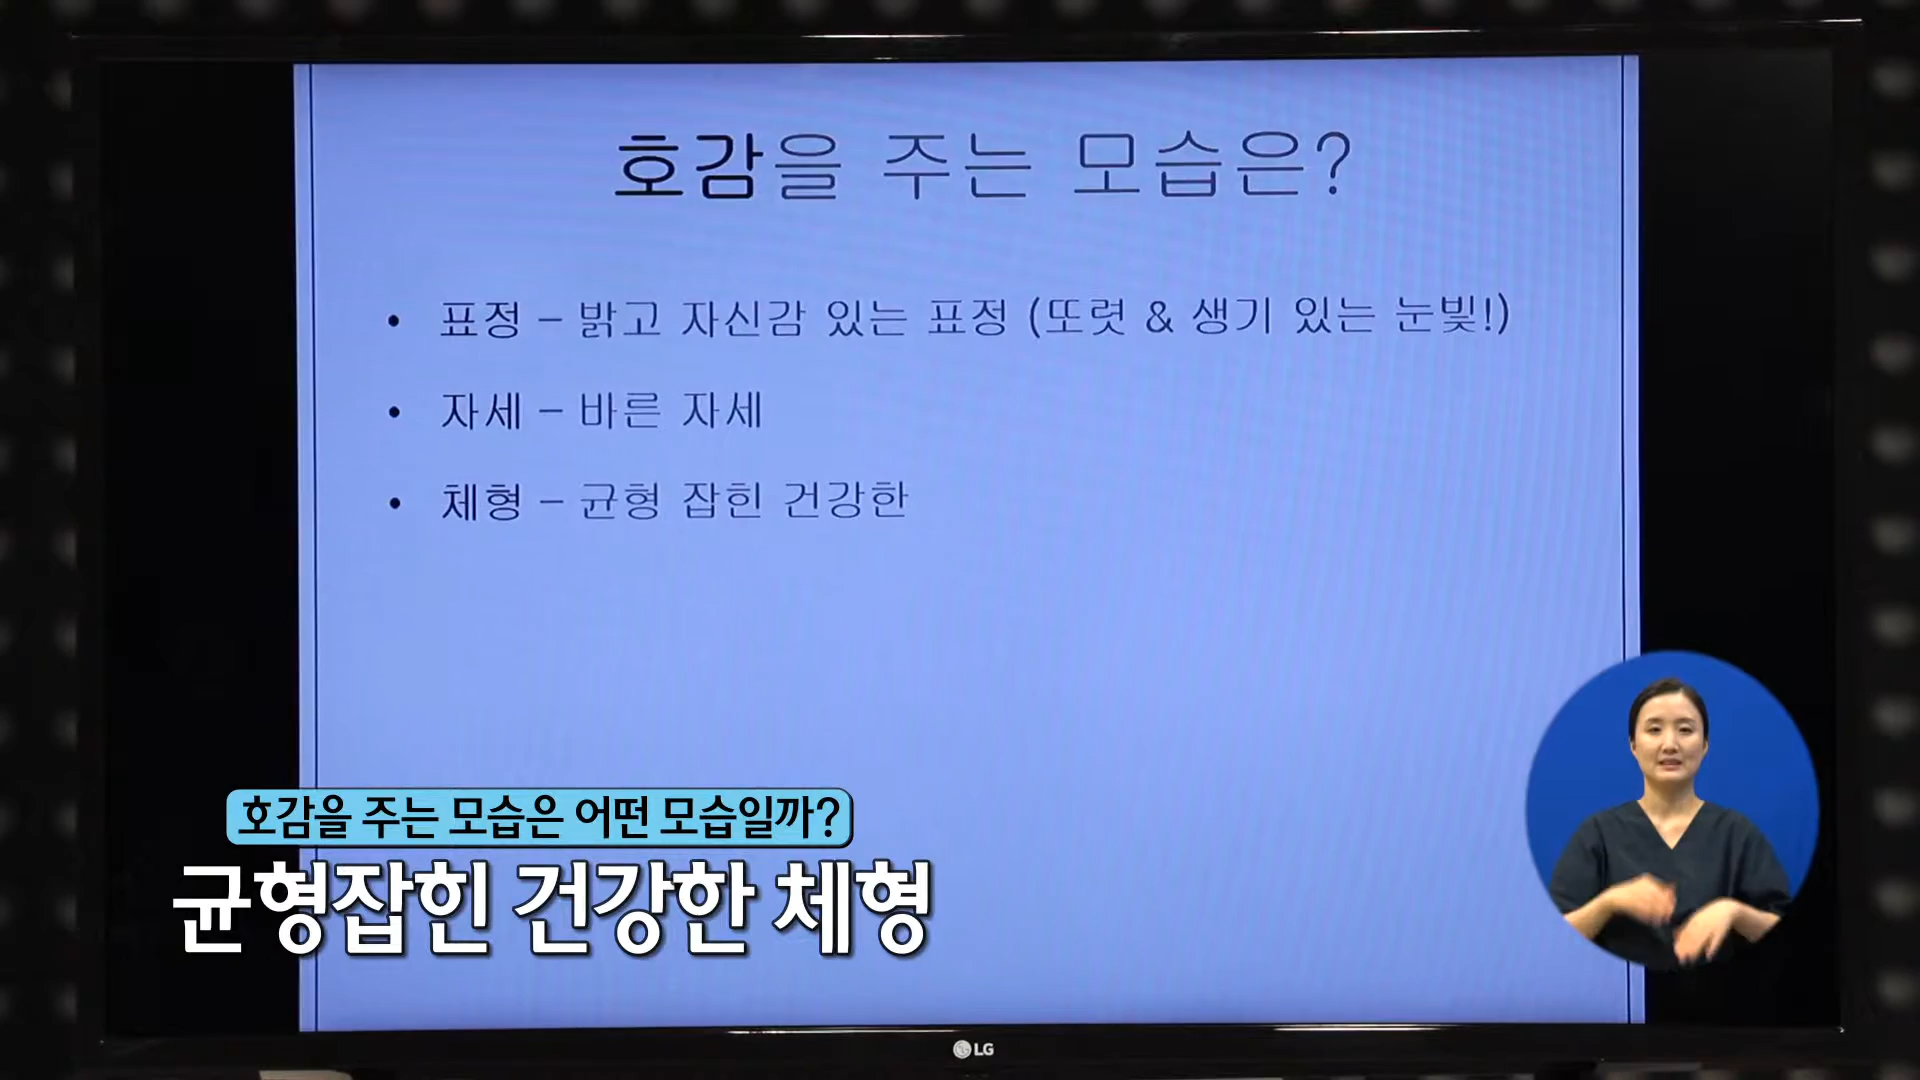 호감을 주는 모습은?
• 표정 – 밝고 자신감 있는 표정 (또렷 & 생기 있는 눈빛!)
• 자세 – 바른 자세
• 체형 – 균형 잡힌 건강한
호감을 주는 모습은 어떤 모습일까?
균형잡힌 건강한 체형
LG